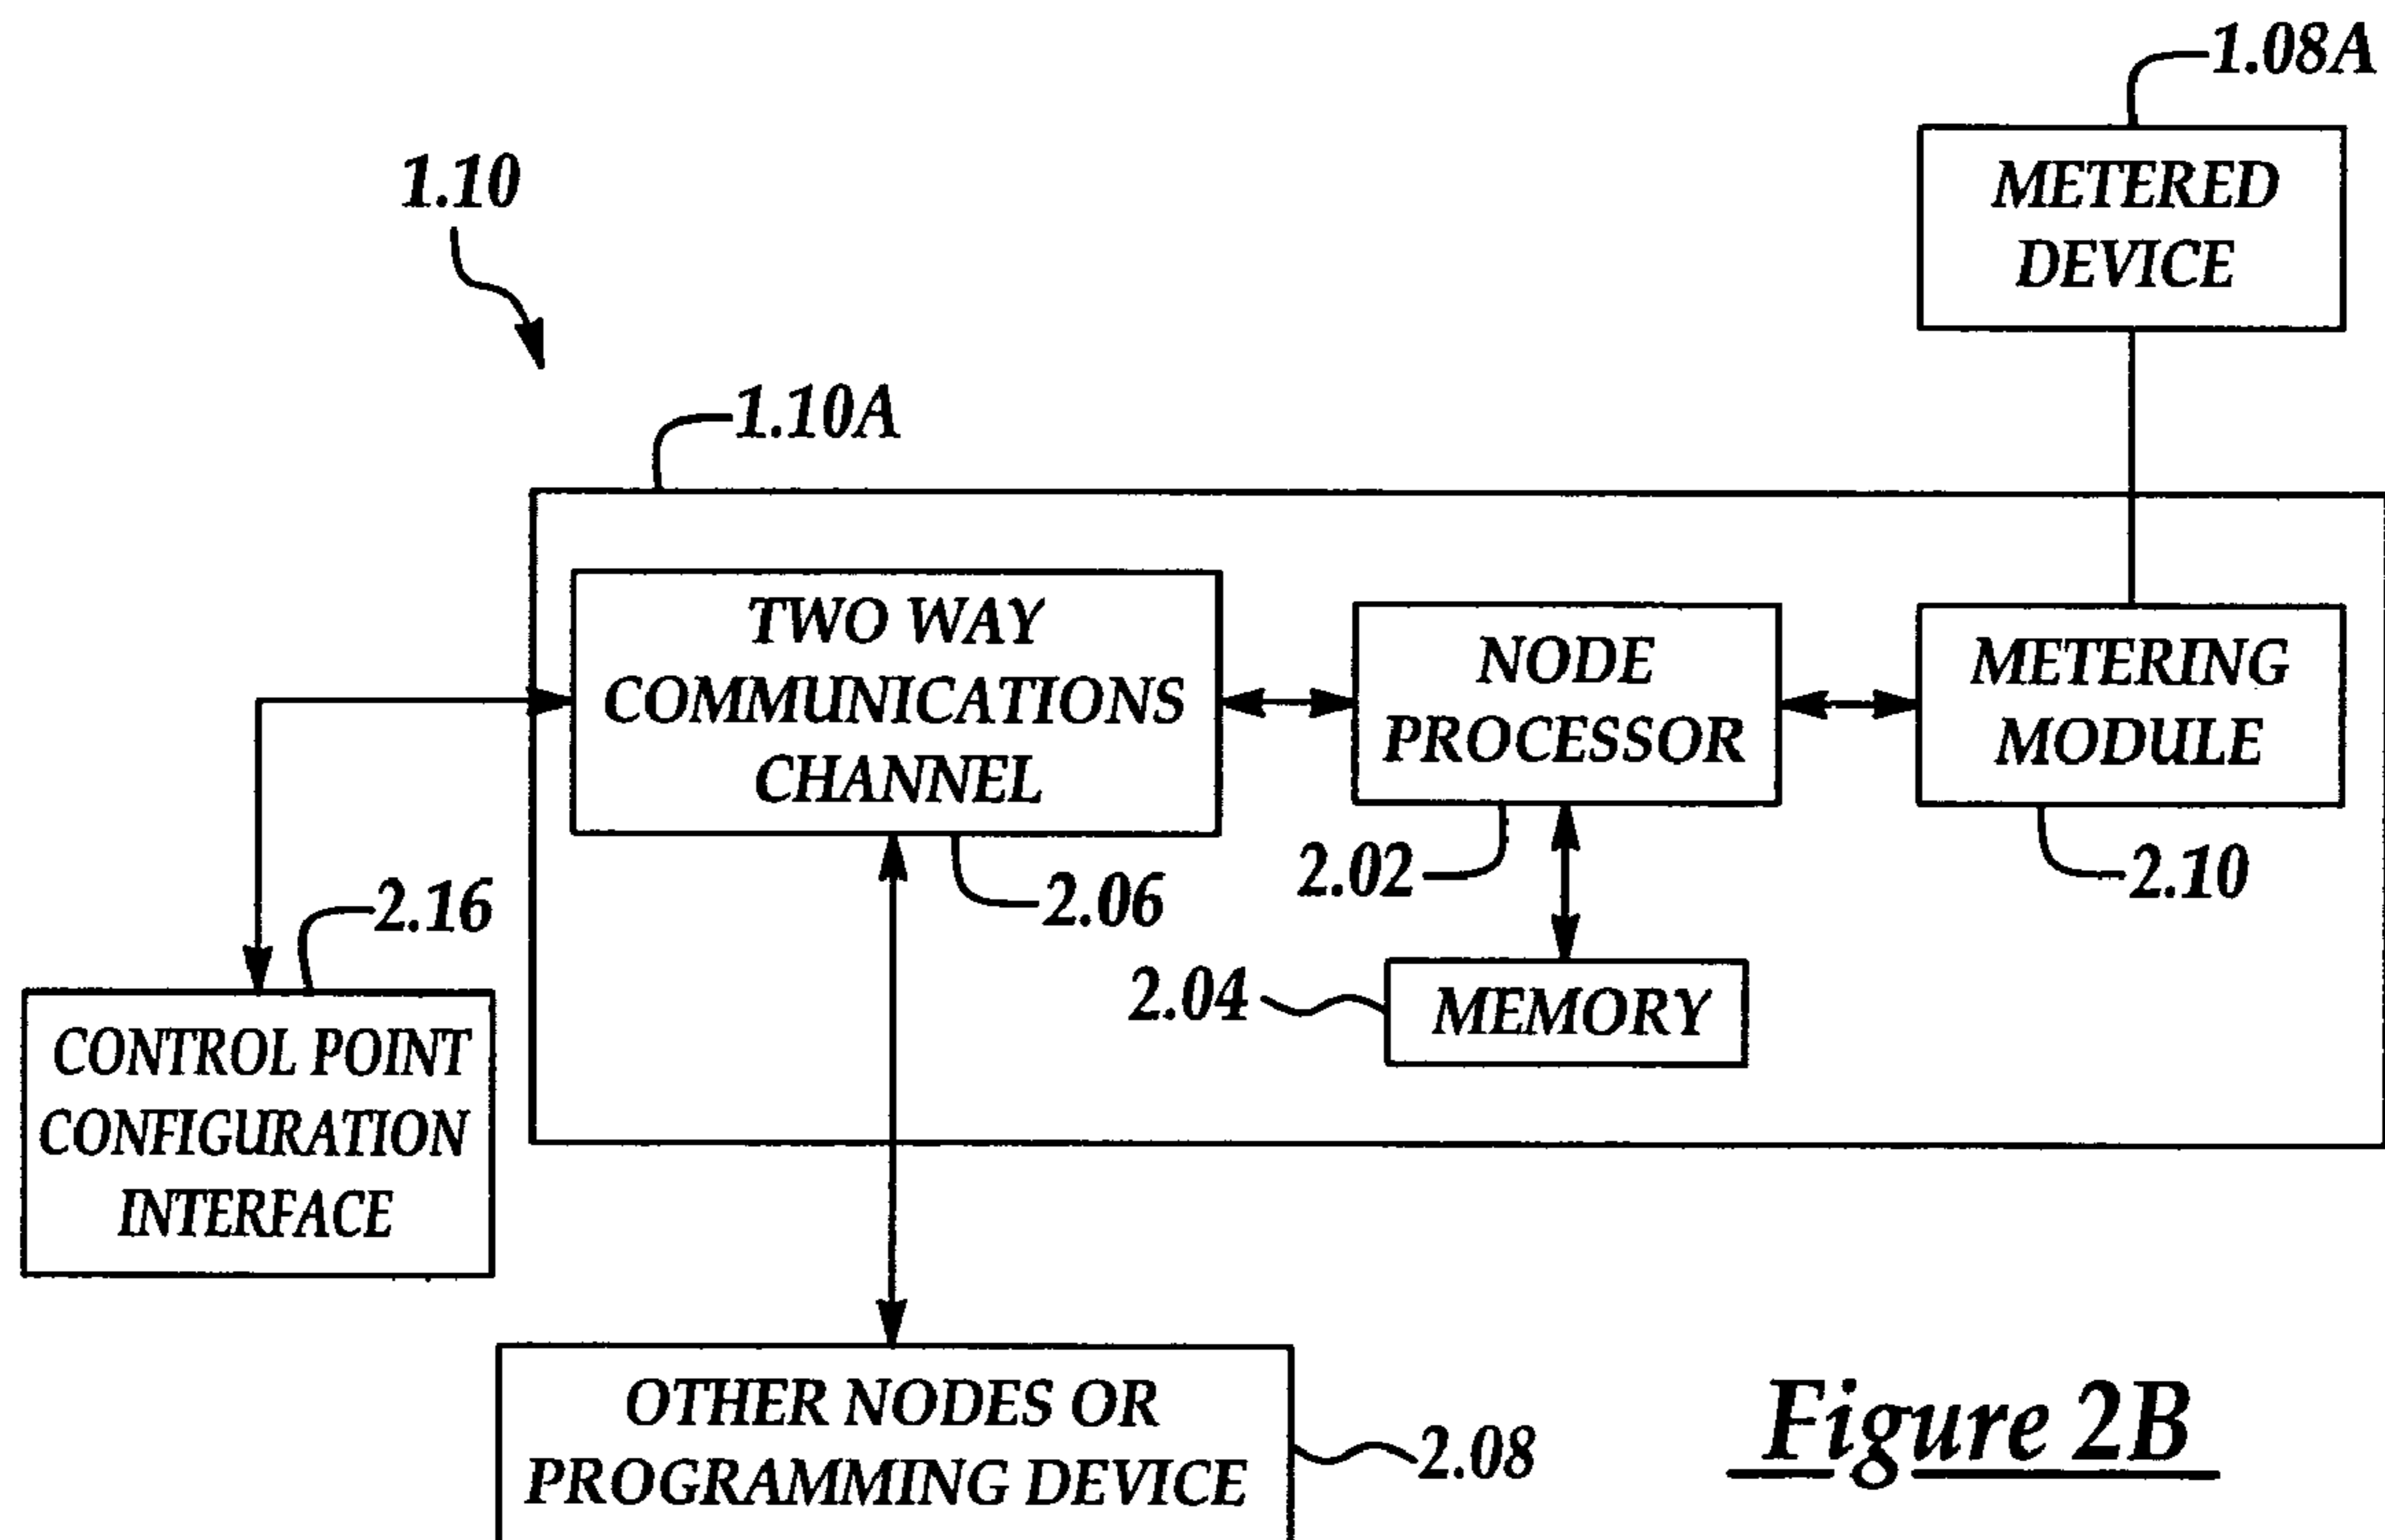 1.08A
METERED
DEVICE
1.10
1.10A
TWO WAY
COMMUNICATIONS
CHANNEL
NODE
PROCESSOR
METERING
MODULE
2.02
2.10
2.06
2.16
2.04
MEMORY
CONTROL POINT
CONFIGURATION
INTERFACE
OTHER NODES OR
PROGRAMMING DEVICE
2.08
Figure 2B